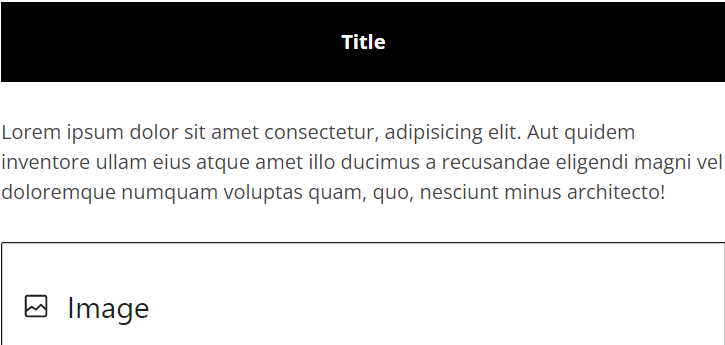 Title
Lorem ipsum dolor sit amet consectetur, adipisicing elit. Aut quidem
inventore ullam eius atque amet illo ducimus a recusandae eligendi magni vel
doloremque numquam voluptas quam, quo, nesciunt minus architecto!
Image